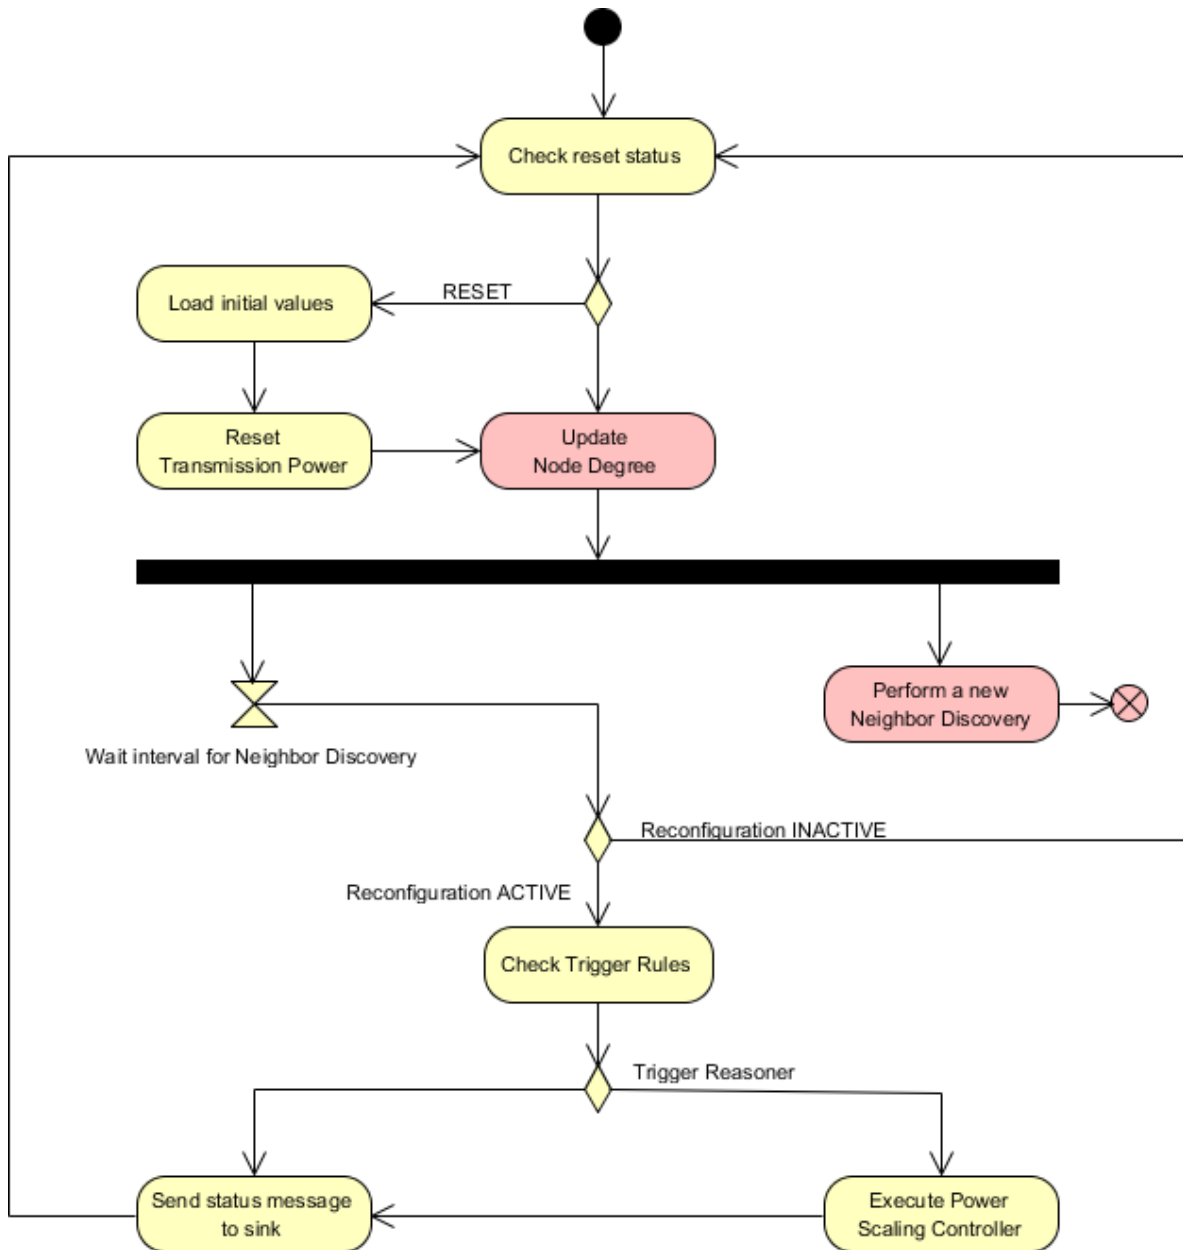 Check reset status
RESET
Load initial values
Reset
Transmission Power
Update
Node Degree
Perform a new
Neighbor Discovery
Wait interval for Neighbor Discovery
Reconfiguration INACTIVE
Reconfiguration ACTIVE
Check Trigger Rules
Trigger Reasoner
Send status message
to sink
Execute Power
Scaling Controller